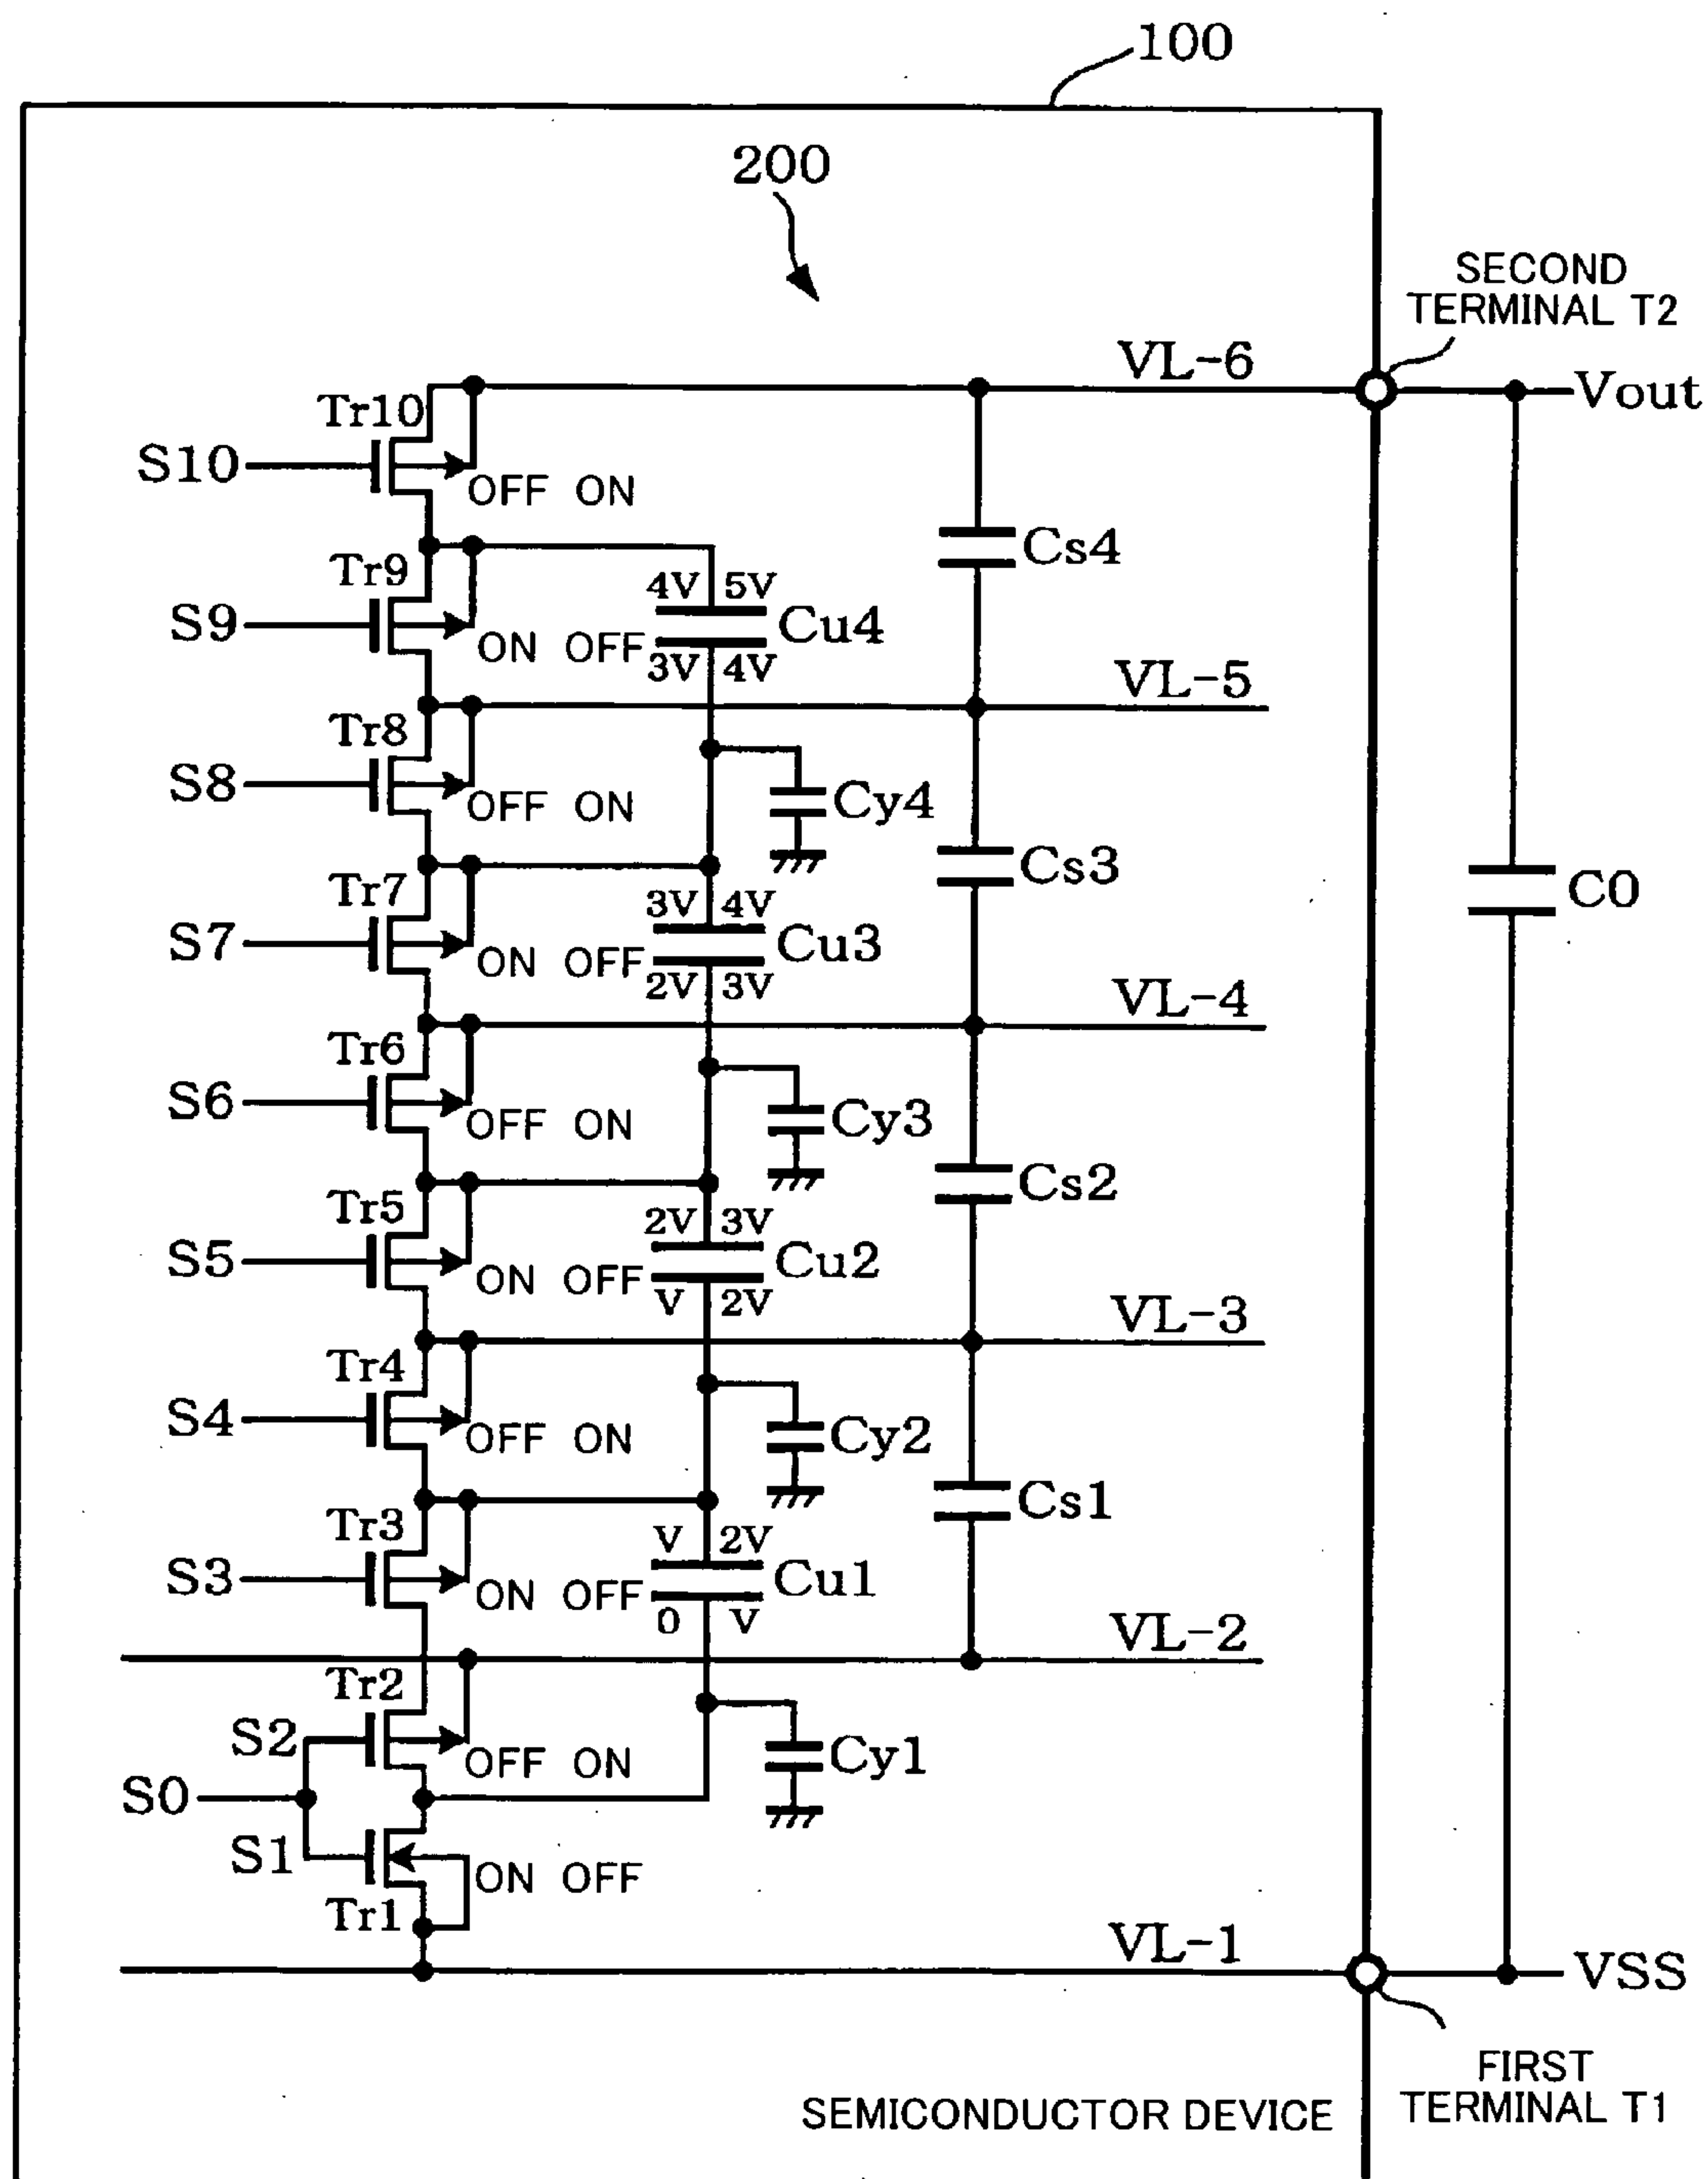 100
200
SECOND
TERMINAL T2
VL-6
Vout
Tr10
S10
OFF ON
Cs4
Tr9
4V 5V
Cu4
S9
ON OFF
3V 4V
VL-5
Tr8
S8
OFF ON
Cy4
Cs3
Tr7
3V 4V
C0
S7
Cu3
ON OFF
2V 3V
VL-4
Tr6
S6
OFF ON
Cy3
Cs2
Tr5
2V 3V
S5
Cu2
ON OFF
V 2V
VL-3
Tr4
S4
OFF ON
Cy2
Cs1
Tr3
V 2V
S3
Cu1
ON OFF
0 V
VL-2
Tr2
S2
OFF ON
Cy1
S0
S1
ON OFF
Tr1
VL-1
VSS
FIRST
TERMINAL T1
SEMICONDUCTOR DEVICE